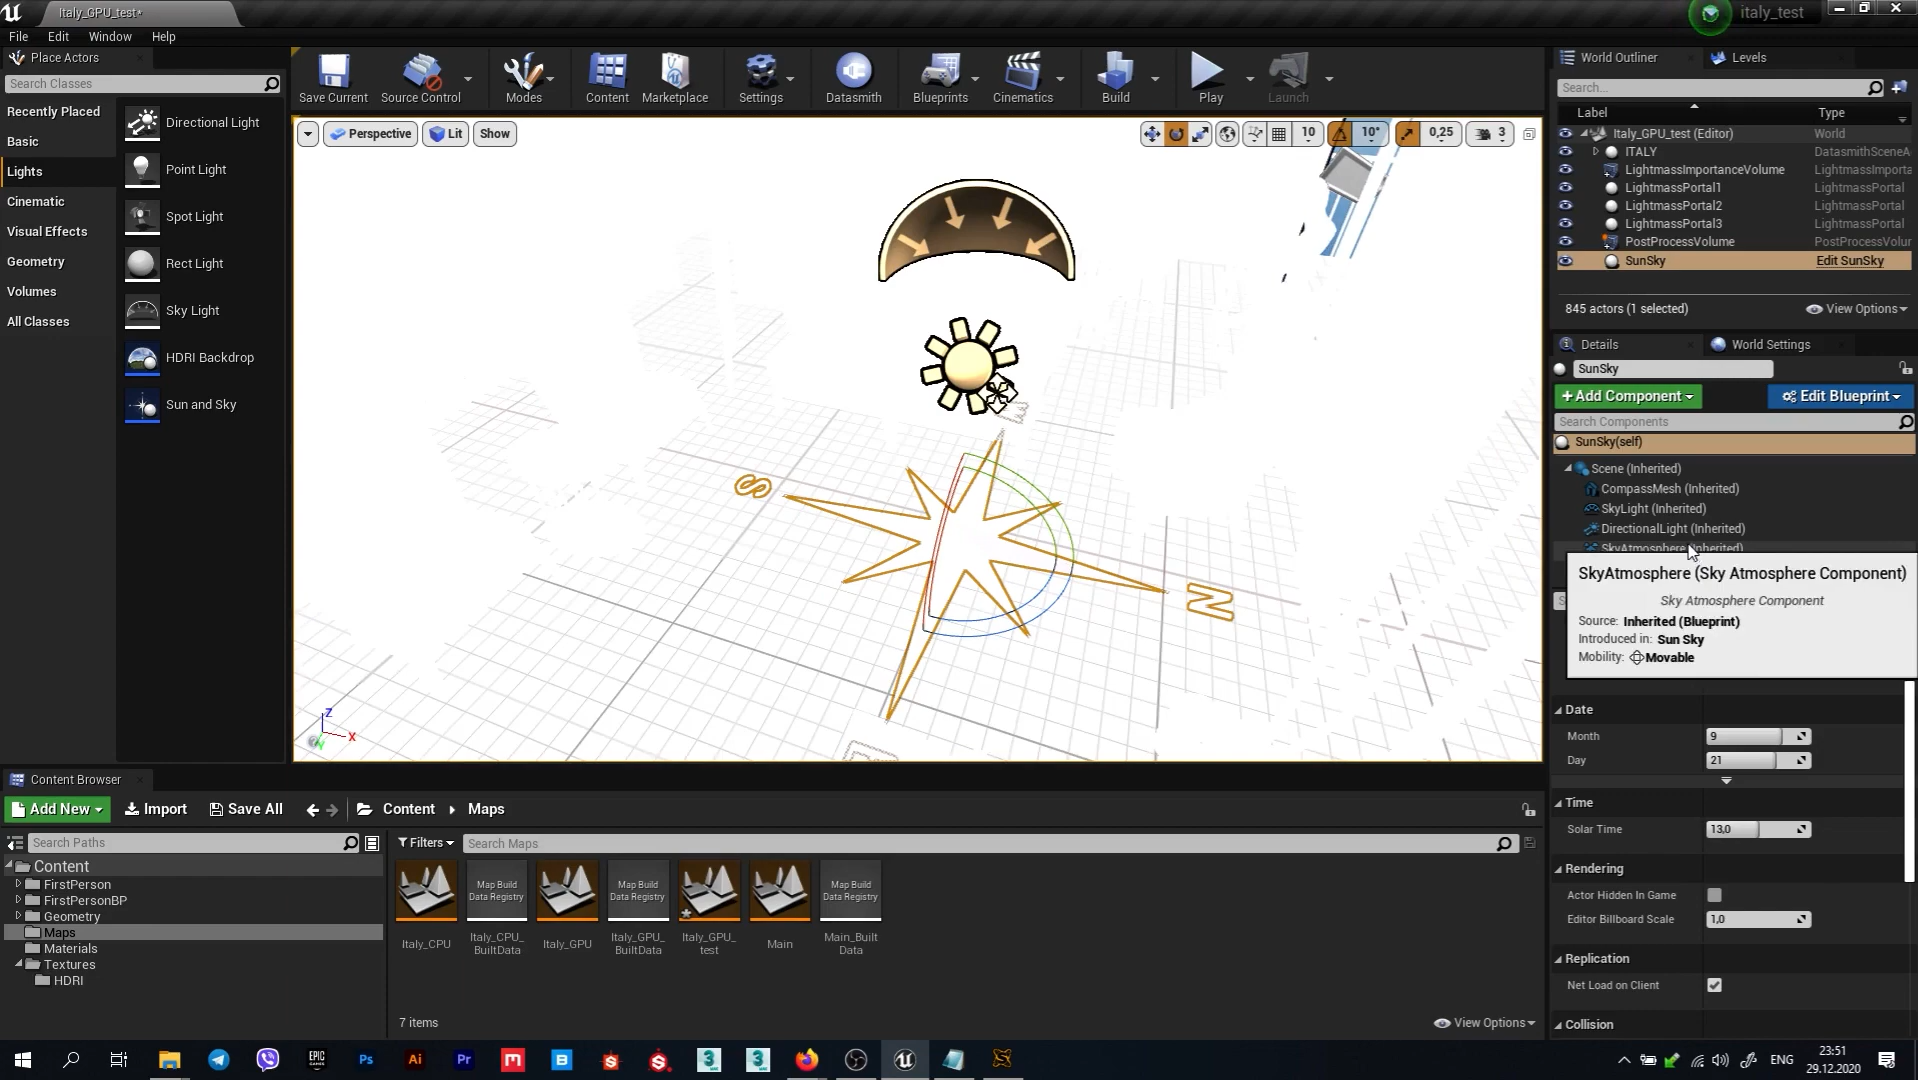 Italy_GPU_test*
italy_test
File Edit Window Help
Place Actors
Search Classes
Recently Placed
Basic
Lights
Cinematic
Visual Effects
Geometry
Volumes
All Classes
Directional Light
Point Light
Spot Light
Rect Light
Sky Light
HDRI Backdrop
Sun and Sky
Save Current
Source Control
Modes
Content
Marketplace
Settings
Datasmith
Blueprints
Cinematics
Build
Play
Launch
Perspective Lit Show
10 10° 0,25 3
S
N
Z
X
Y
World Outliner Levels
Search...
Label Type
Italy_GPU_test (Editor) World
ITALY DatasmithSceneA
LightmassImportanceVolume LightmassImporta
LightmassPortal1 LightmassPortal
LightmassPortal2 LightmassPortal
LightmassPortal3 LightmassPortal
PostProcessVolume PostProcessVolur
SunSky Edit SunSky
845 actors (1 selected) View Options
Details World Settings
SunSky
+Add Component Edit Blueprint
Search Components
SunSky(self)
Scene (Inherited)
CompassMesh (Inherited)
SkyLight (Inherited)
DirectionalLight (Inherited)
SkyAtmosphere (Inherited)
SkyAtmosphere (Sky Atmosphere Component)
Sky Atmosphere Component
Source: Inherited (Blueprint)
Introduced in: Sun Sky
Mobility: Movable
Date
Month 9
Day 21
Time
Solar Time 13,0
Rendering
Actor Hidden In Game
Editor Billboard Scale 1,0
Replication
Net Load on Client
Collision
Content Browser
Add New Import Save All Content Maps
Search Paths
Filters Search Maps
Content
FirstPerson
FirstPersonBP
Geometry
Maps
Materials
Textures
HDRI
Map Build
Data Registry
Map Build
Data Registry
Map Build
Data Registry
Italy_CPU
Italy_CPU_
BuiltData
Italy_GPU
Italy_GPU_
BuiltData
Italy_GPU_
test
Main
Main_Built
Data
7 items View Options
EPIC
GAMES
Ps Ai Pr
3 3
ENG
23:51
29.12.2020